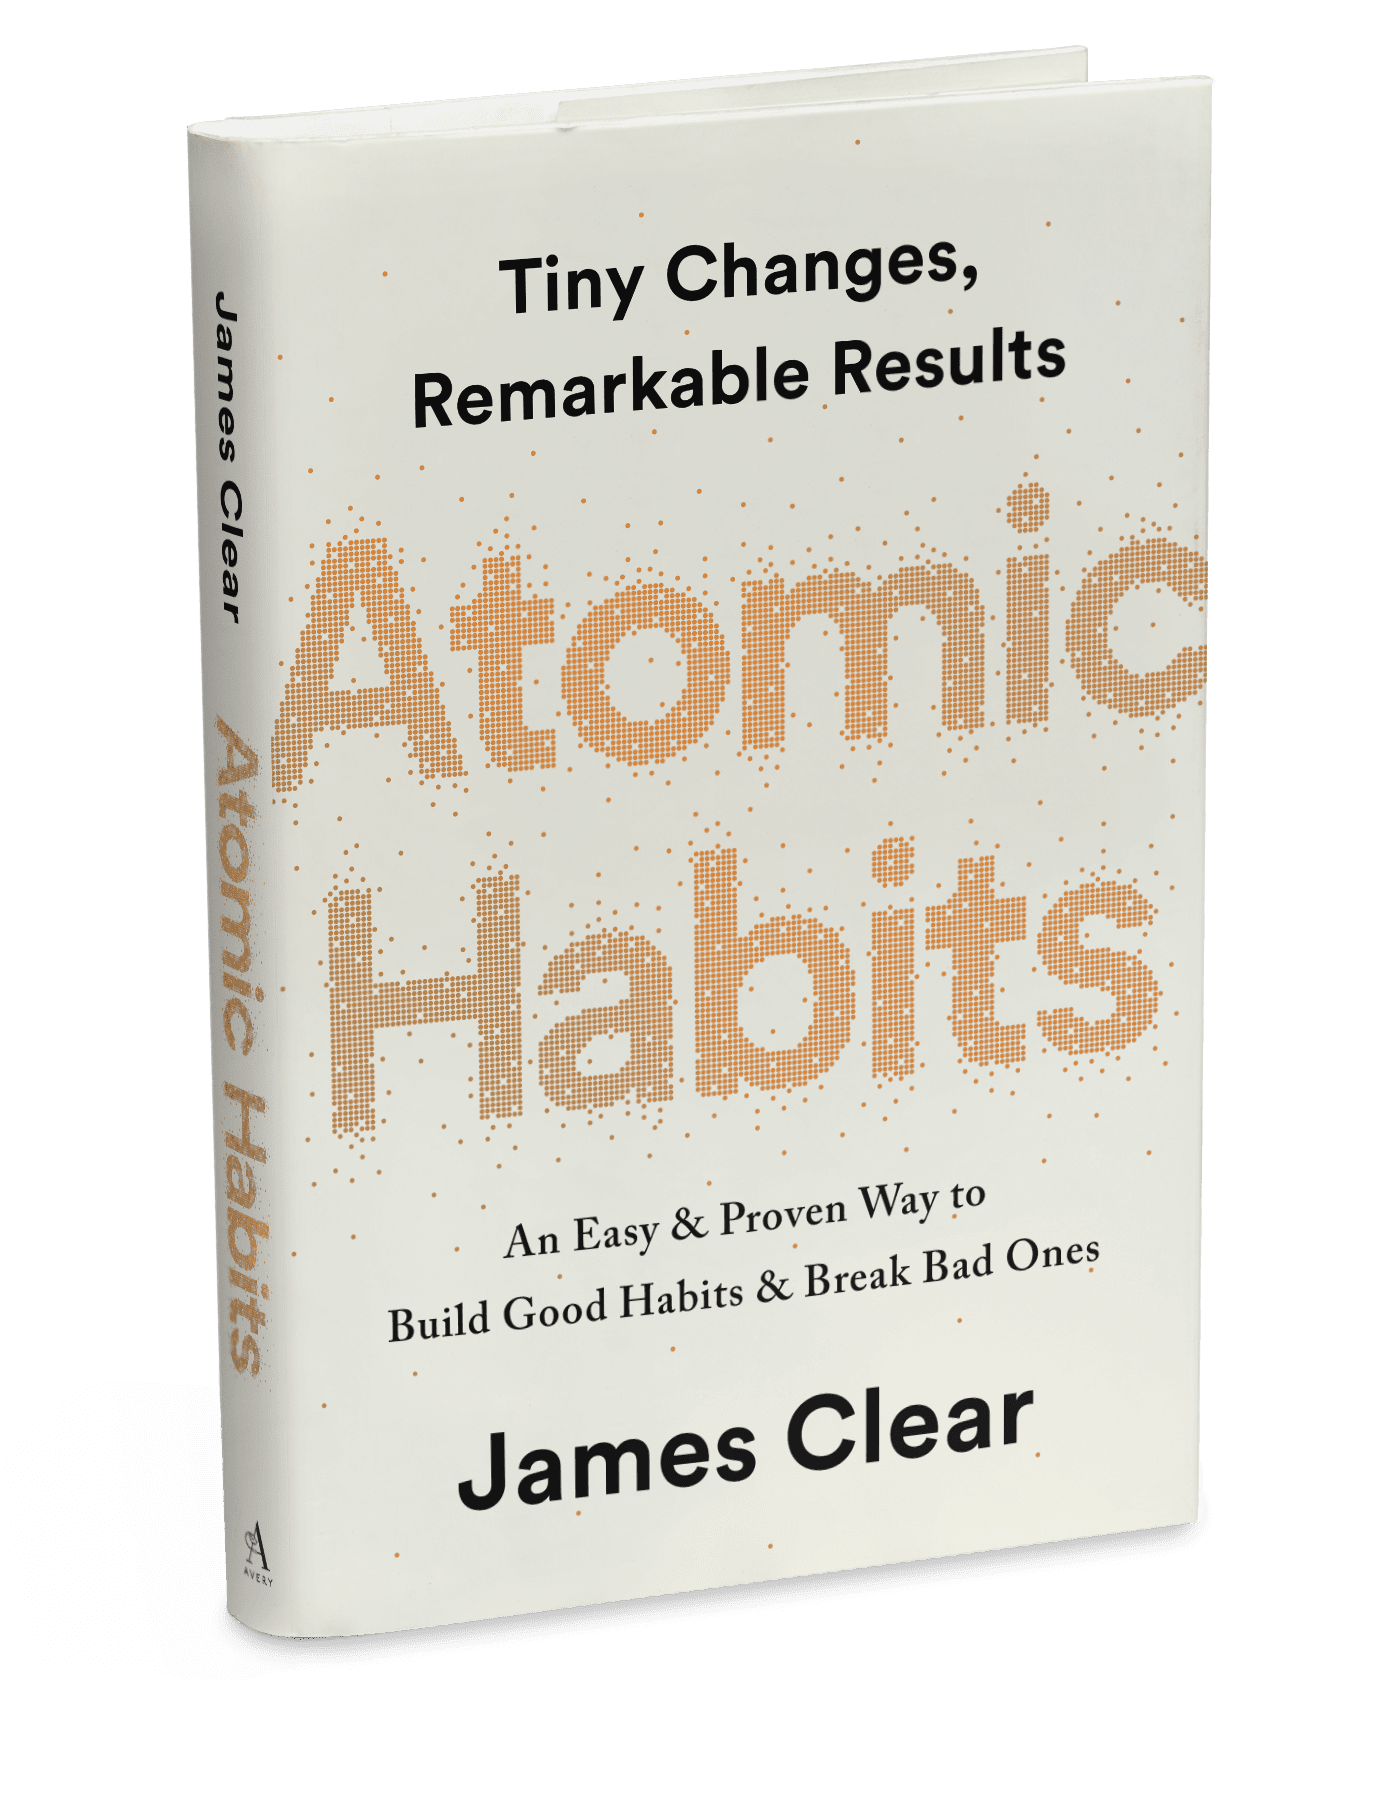 Tiny Changes,
Remarkable Results
Atomic
Habits
An Easy & Proven Way to
Build Good Habits & Break Bad Ones
James Clear
James Clear
Atomic Habits
A
AVERY